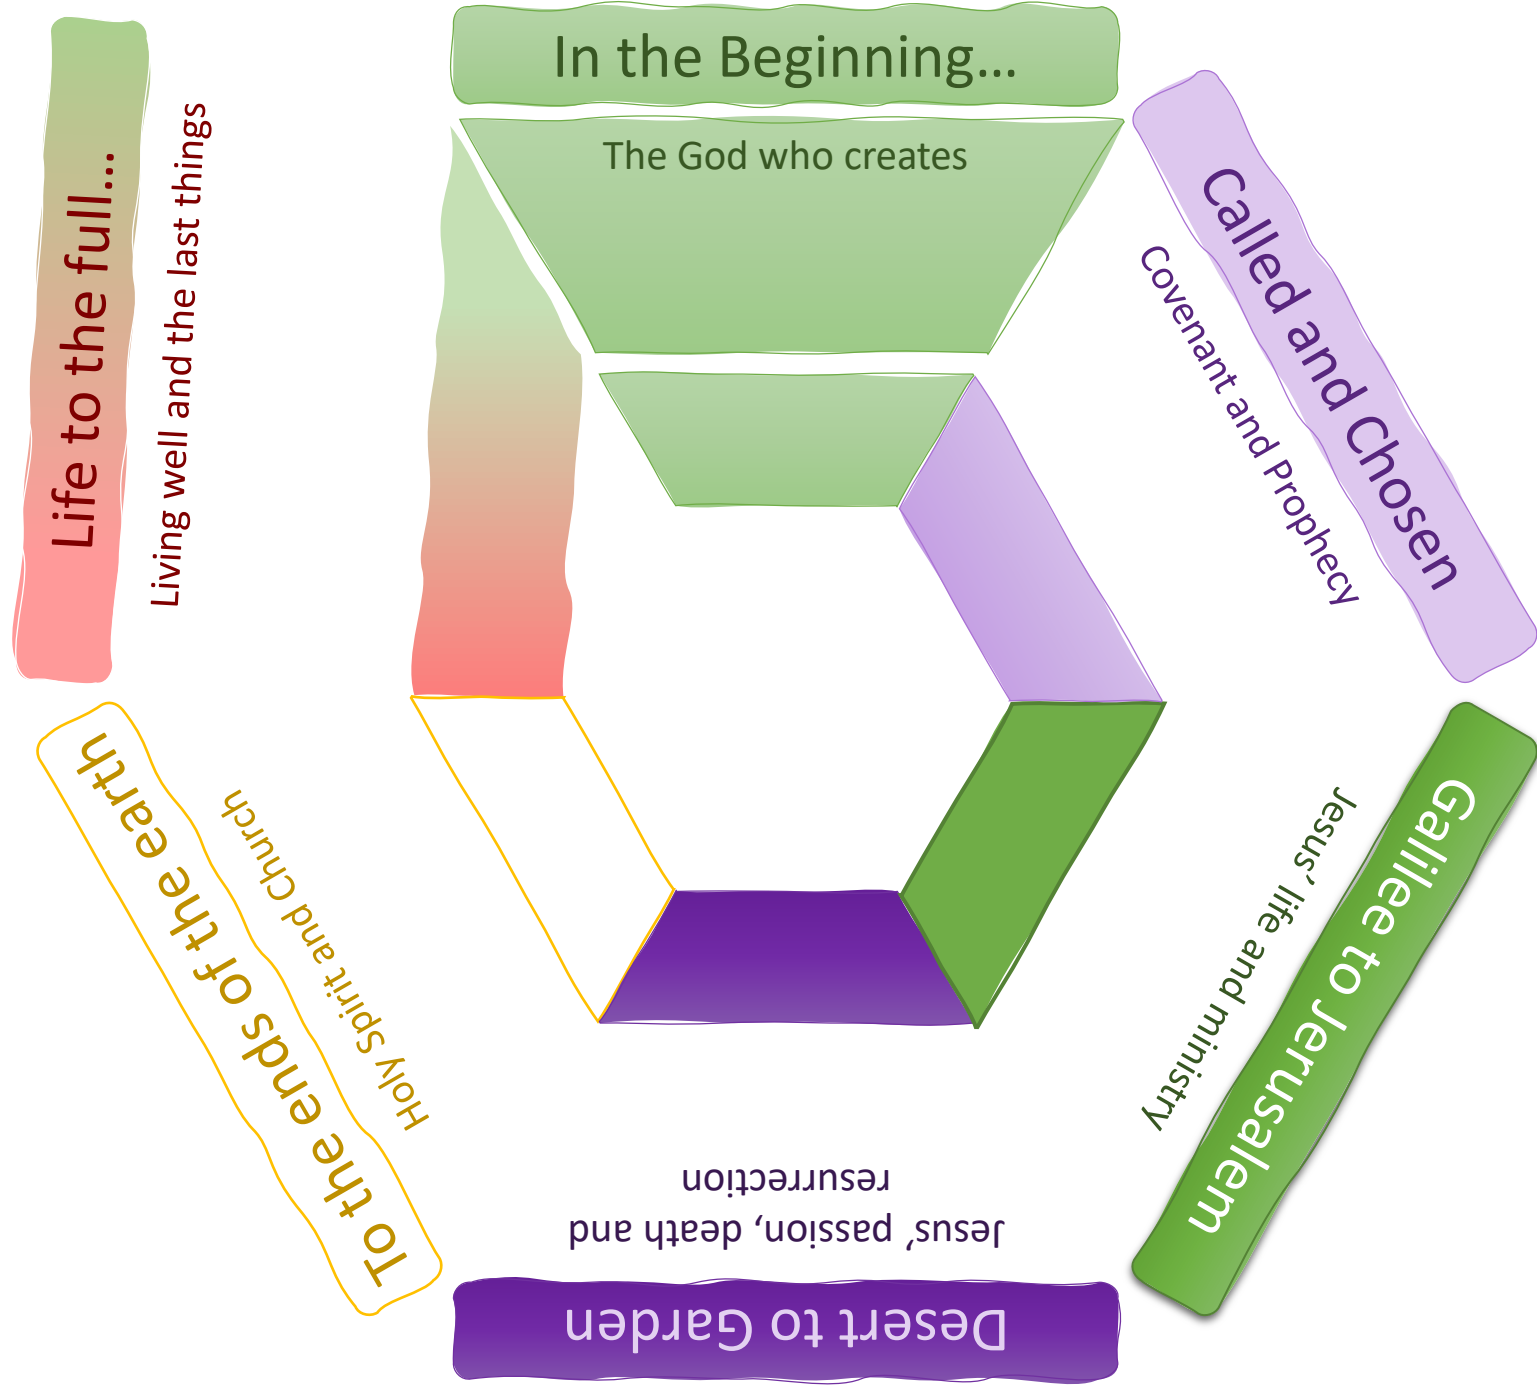 In the Beginning...
The God who creates
Called and Chosen
Covenant and Prophecy
Galilee to Jerusalem
Jesus’ life and ministry
Desert to Garden
Jesus’ passion, death and
resurrection
To the ends of the earth
Holy Spirit and Church
Life to the full...
Living well and the last things